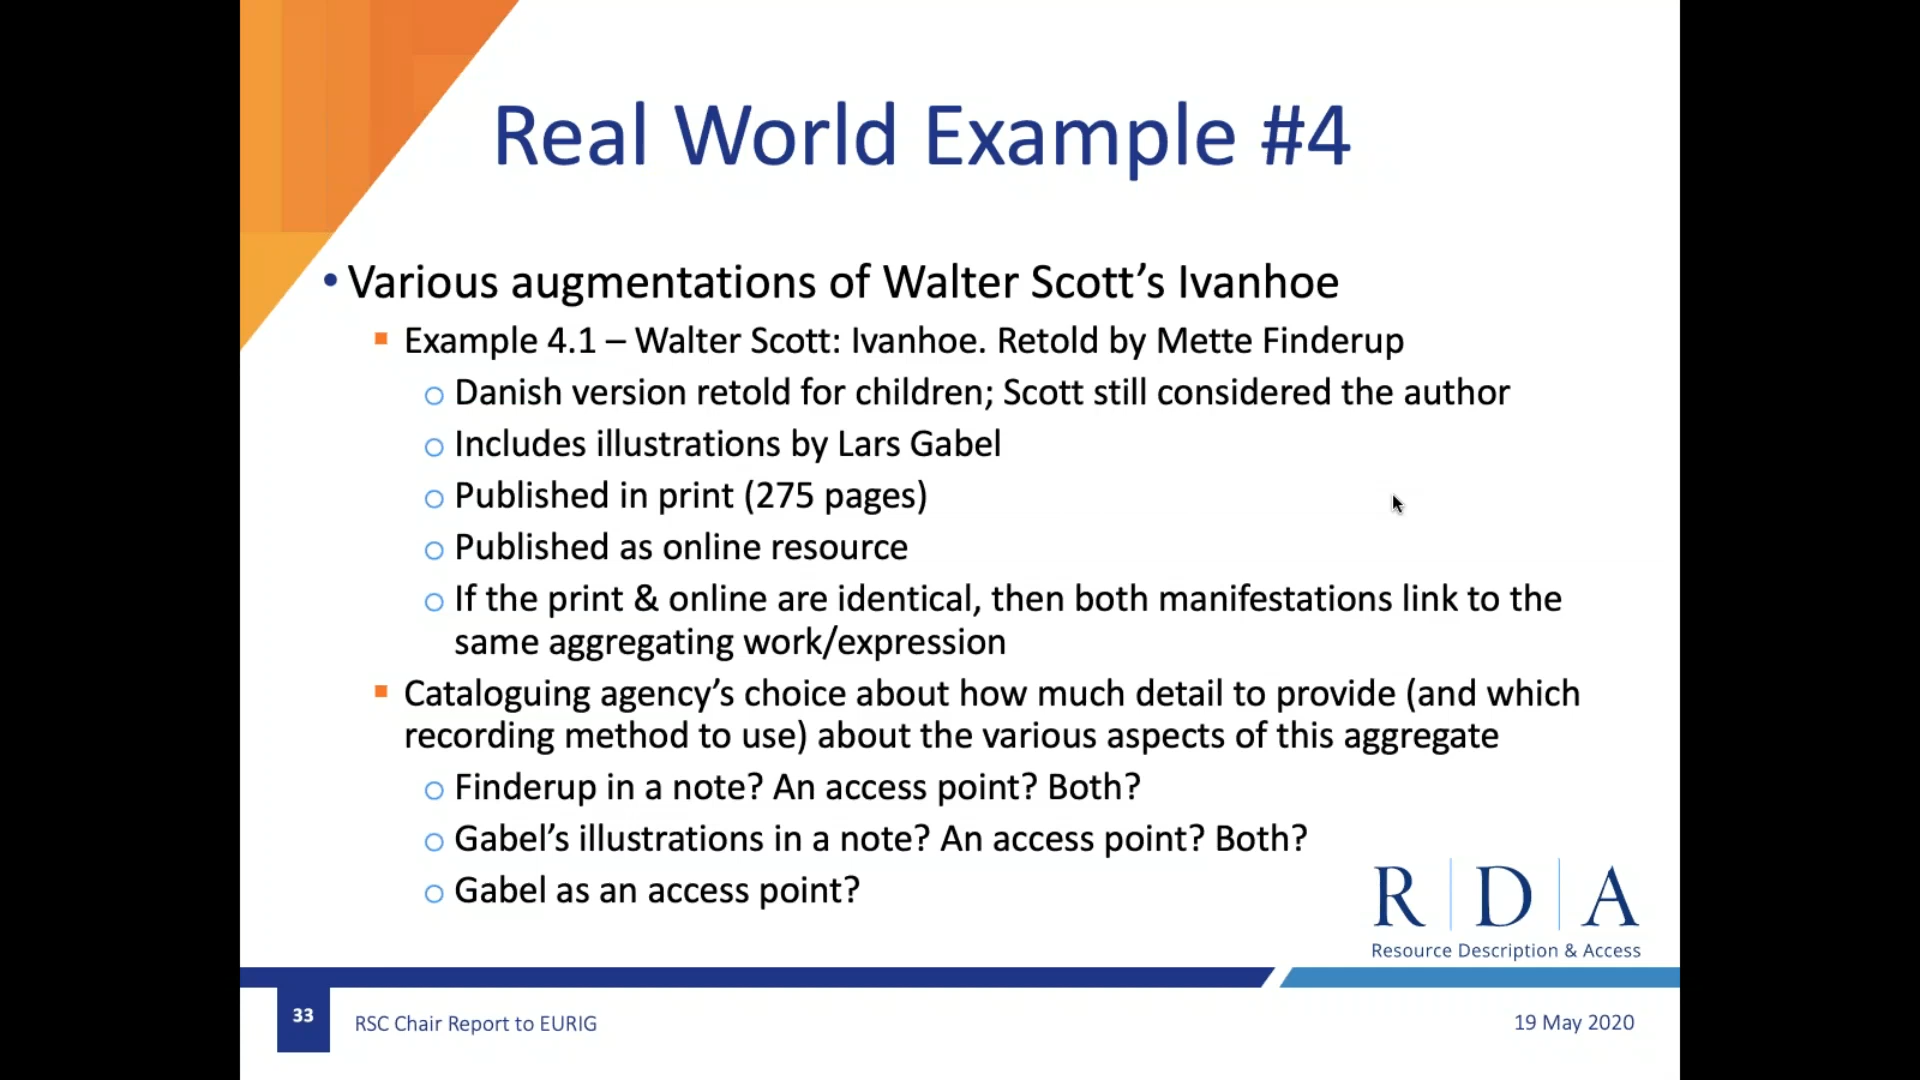 Real World Example #4
• Various augmentations of Walter Scott's Ivanhoe
▪ Example 4.1 – Walter Scott: Ivanhoe. Retold by Mette Finderup
o Danish version retold for children; Scott still considered the author
o Includes illustrations by Lars Gabel
o Published in print (275 pages)
o Published as online resource
o If the print & online are identical, then both manifestations link to the
same aggregating work/expression
▪ Cataloguing agency's choice about how much detail to provide (and which
recording method to use) about the various aspects of this aggregate
o Finderup in a note? An access point? Both?
o Gabel's illustrations in a note? An access point? Both?
o Gabel as an access point?
R|D|A
Resource Description & Access
33
RSC Chair Report to EURIG
19 May 2020